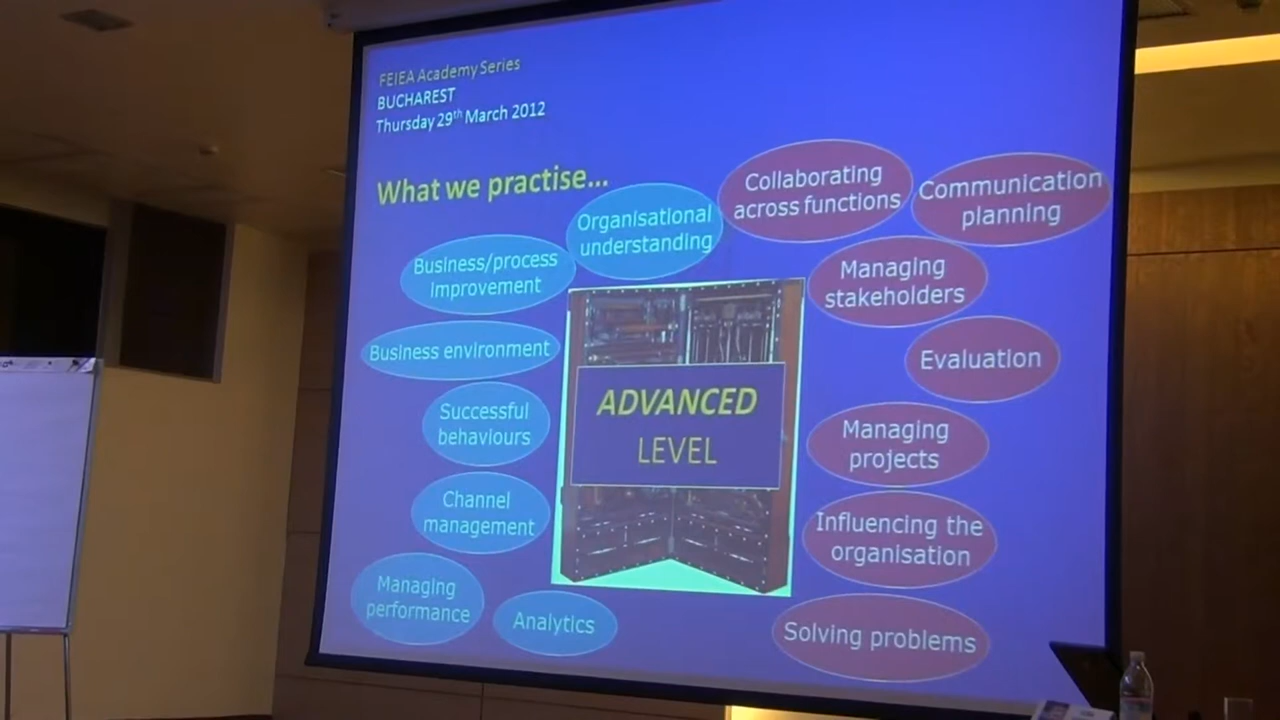 FEIEA Academy Series
BUCHAREST
Thursday 29th March 2012
What we practise...
Organisational
understanding
Collaborating
across functions
Communication
planning
Business/process
improvement
Managing
stakeholders
Business environment
Evaluation
ADVANCED
LEVEL
Successful
behaviours
Managing
projects
Channel
management
Influencing the
organisation
Managing
performance
Analytics
Solving problems